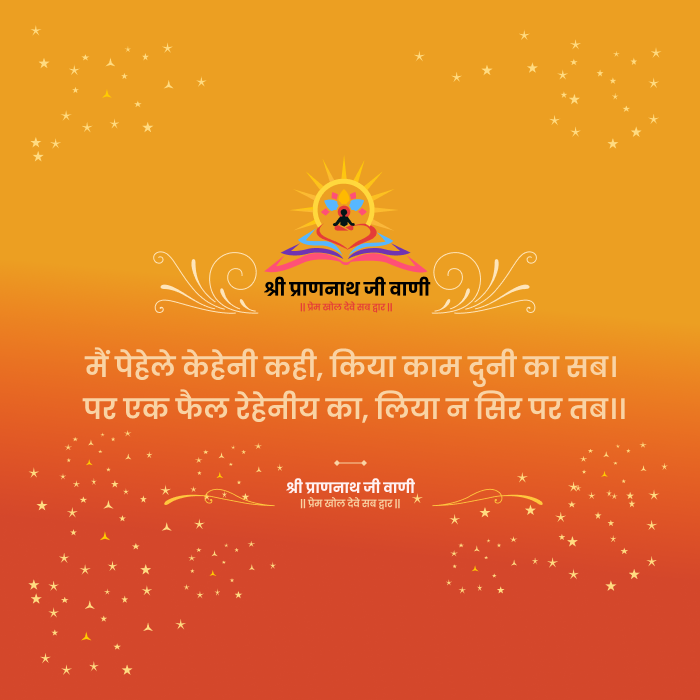 श्री प्राणनाथ जी वाणी
|| प्रेम खोल देवे सब द्वार ||
मैं पेहेले केहेनी कही, किया काम दुनी का सब।
पर एक फैल रेहेनीय का, लिया न सिर पर तब।।
श्री प्राणनाथ जी वाणी
|| प्रेम खोल देवे सब द्वार ||